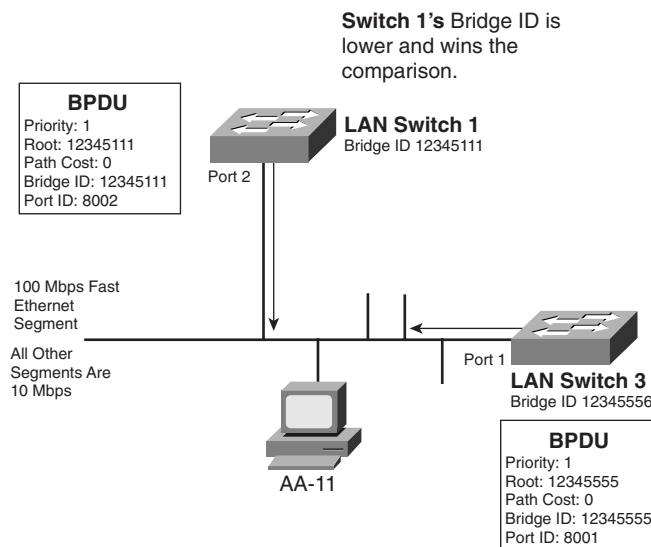 Switch 1's Bridge ID is
lower and wins the
comparison.
BPDU
Priority: 1
Root: 12345111
Path Cost: 0
Bridge ID: 12345111
Port ID: 8002
LAN Switch 1
Bridge ID 12345111
Port 2
100 Mbps Fast
Ethernet
Segment
All Other
Segments Are
10 Mbps
Port 1
LAN Switch 3
Bridge ID 12345556
AA-11
BPDU
Priority: 1
Root: 12345555
Path Cost: 0
Bridge ID: 12345555
Port ID: 8001